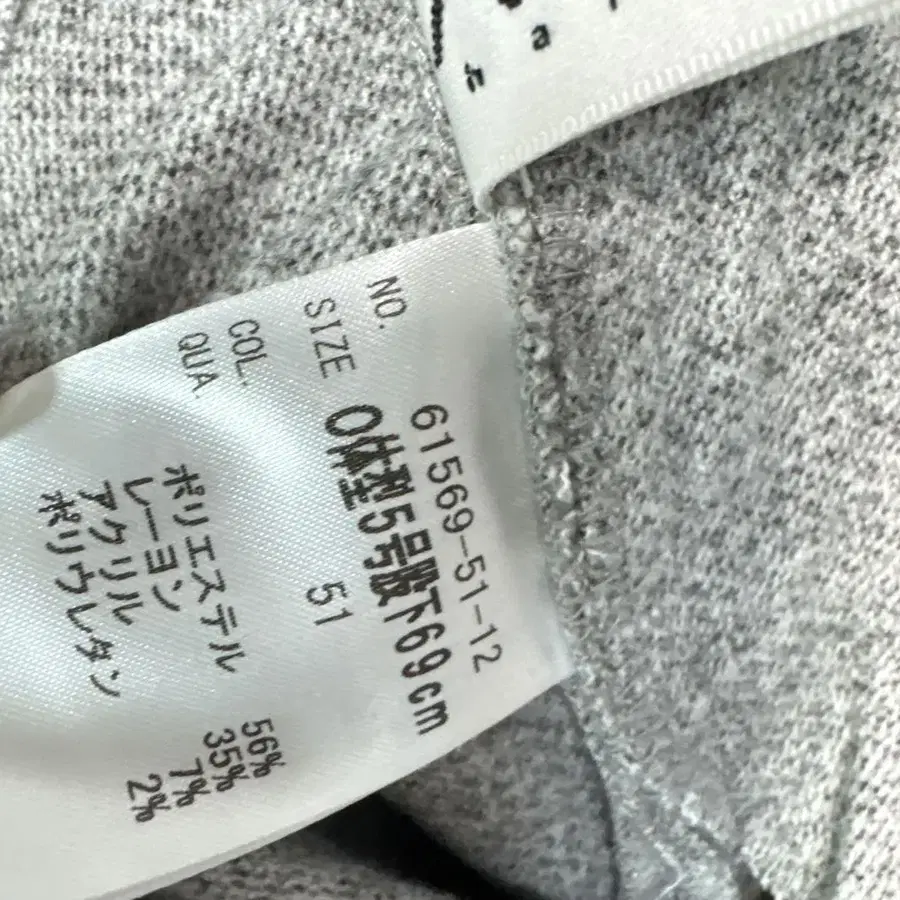 NO. 61569-51-12
SIZE O体型5号股下69cm
COL. 51
QUA.
ポリエステル 56%
レーヨン 35%
アクリル 7%
ポリウレタン 2%